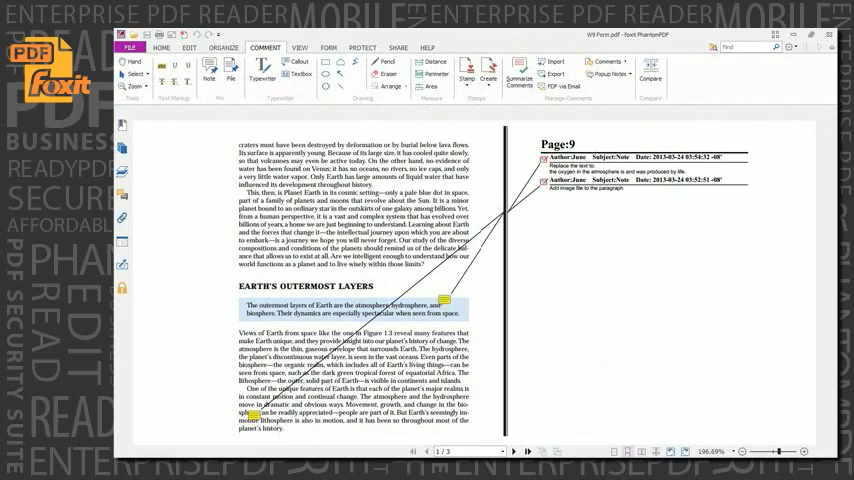 ENTERPRISE PDF READER MOBILE ENTERPRISE PDF READER MOBILE
PDF
foxit
READ
BUSINESS
READYPDF
SECURE
AFFORDABLE
PHAN
EDIT
READ
PDF SECURITY SUITE
ENTERPRISE PDF READER
W9 Form.pdf - Foxit PhantomPDF
FILE HOME EDIT ORGANIZE COMMENT VIEW FORM PROTECT SHARE HELP
Find
Hand
Select
Zoom
Text Markup
Note
File
Pin
Typewriter
Callout
Textbox
Typewriter
Drawing
Pencil
Eraser
Arrange
Distance
Perimeter
Area
Measure
Stamp
Create
Stamps
Summarize Comments
Import
Export
FDF via Email
Comments
Popup Notes
Manage Comments
Compare
Compare
craters must have been destroyed by deformation or by burial below lava flows.
Its surface is apparently young. Because of its large size, it has cooled quite slowly,
so that volcanoes may even be active today. On the other hand, no evidence of
water has been found on Venus; it has no oceans, no rivers, no ice caps, and only
a very little water vapor. Only Earth has large amounts of liquid water that have
influenced its development throughout history.
This, then, is Planet Earth in its cosmic setting—only a pale blue dot in space,
part of a family of planets and moons that revolve about the Sun. It is a minor
planet bound to an ordinary star in the outskirts of one galaxy among billions. Yet,
from a human perspective, it is a vast and complex system that has evolved over
billions of years, a home we are just beginning to understand. Learning about Earth
and the forces that change it—the intellectual journey upon which you are about
to embark—is a journey we hope you will never forget. Our study of the diverse
compositions and conditions of the planets should remind us of the delicate bal-
ance that allows us to exist at all. Are we intelligent enough to understand how our
world functions as a planet and to live wisely within those limits?
EARTH'S OUTERMOST LAYERS
The outermost layers of Earth are the atmosphere, hydrosphere, and
biosphere. Their dynamics are especially spectacular when seen from space.
Views of Earth from space like the one in Figure 1.3 reveal many features that
make Earth unique, and they provide insight into our planet's history of change. The
atmosphere is the thin, gaseous envelope that surrounds Earth. The hydrosphere,
the planet's discontinuous water layer, is seen in the vast oceans. Even parts of the
biosphere—the organic realm, which includes all of Earth's living things—can be
seen from space, such as the dark green tropical forest of equatorial Africa. The
lithosphere—the outer, solid part of Earth—is visible in continents and islands.
One of the unique features of Earth is that each of the planet's major realms is
in constant motion and continual change. The atmosphere and the hydrosphere
move in dramatic and obvious ways. Movement, growth, and change in the bio-
sphere can be readily appreciated—people are part of it. But Earth's seemingly im-
mobile lithosphere is also in motion, and it has been so throughout most of the
planet's history.
Page:9
Author:June Subject:Note Date: 2013-03-24 03:54:32 -08'
Replace the text to:
the oxygen in the atmosphere is and was produced by life.
Author:June Subject:Note Date: 2013-03-24 03:52:51 -08'
Add image file to the paragraph
1 / 3
196.69%